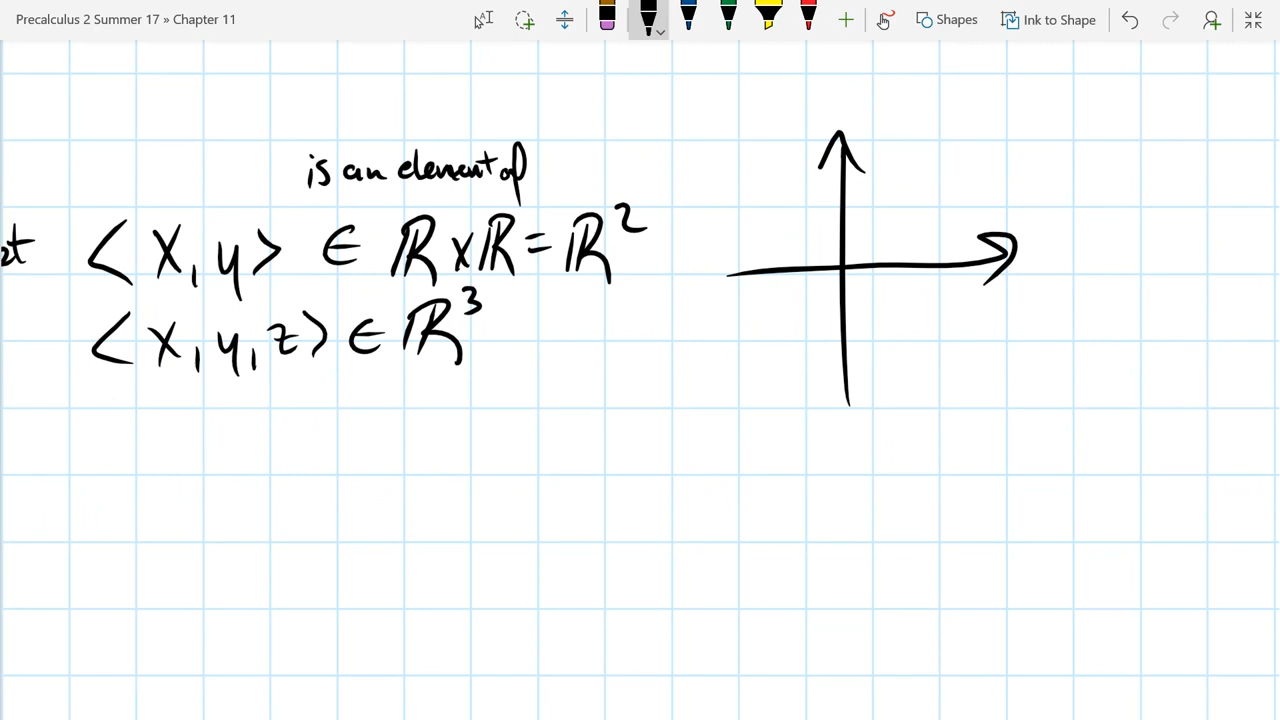 Precalculus 2 Summer 17 » Chapter 11
Shapes
Ink to Shape
is an element of
<x,y> ∈ ℝ×ℝ=ℝ²
<x,y,z> ∈ ℝ³